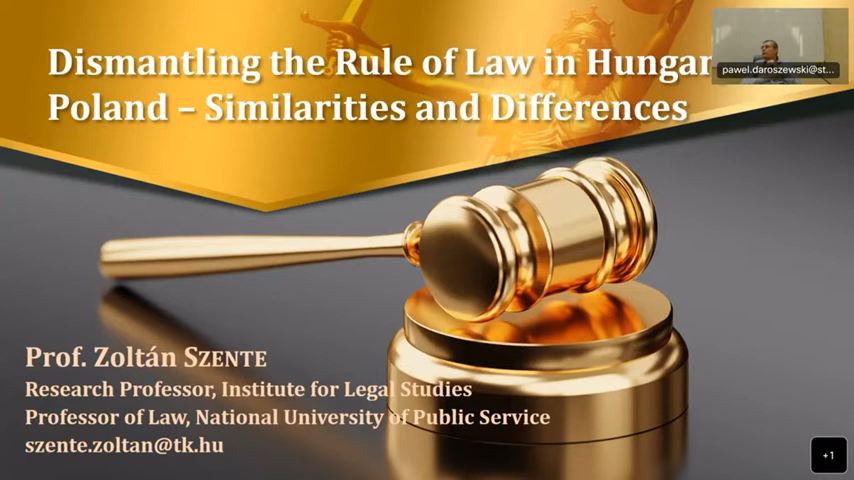 Dismantling the Rule of Law in Hungar
Poland – Similarities and Differences
pawel.daroszewski@st...
Prof. Zoltán SZENTE
Research Professor, Institute for Legal Studies
Professor of Law, National University of Public Service
szente.zoltan@tk.hu
+1